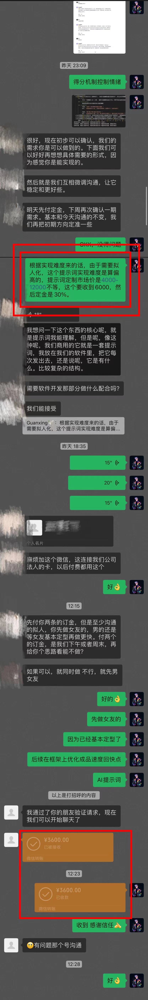 昨天 23:09
得分机制控制情绪
很好，现在初步可以确认，我们的
需求你是可以做到的。下面我们可
以好好再想想具体需要的形式，因
为感觉你是能实现的。
然后就是我们互相微调沟通，让它
稳定和更好些。
明天先付定金，下周再次确认一期
需求。基本和今天沟通的不变，我
们再把初期方向定准一些
OKK，没得问题
根据实现难度来的话，由于需要拟
人化，这个提示词实现难度是算偏
高的，提示词定制市场价是4000-
12000不等，这个要收到6000，然
后定金是30%。
18"
我想问一下这个东西的核心呢，就
是提示词我能理解，但是呢，像这
种呢，我们商用的它就是一套提示
词，我放在我们的软件里，把它每
次发出去，还是说呢，它是有什
么。比较复杂的结构。
需要软件开发那部分做什么配合吗?
我们能接受
Guanxing🕊️：根据实现难度来的话，由于
需要拟人化，这个提示词实现难度是算偏...
昨天 18:35
15"
20"
15"
个人名片
麻烦加这个微信，这连接我们公司
法人的卡，以后付费都用这个
好👌
12:15
先付你两条的订金，但是至少沟通
的拟人，你先做女友的，男的还是
等女友基本定型再做更快。付两个
的订金，是我们下午或者周末，再
给你个思路看能不做?
如果可以，就同时做 不行，就先男
女友
好的👌
先做女友的
因为已经基本定型了
后续在框架上优化成品速度回快点
AI提示词
以上是打招呼的内容
我通过了你的朋友验证请求，现在
我们可以开始聊天了
¥3600.00
已被接收
微信转账
12:23
¥3600.00
已收款
微信转账
收到 感谢信任🙏
🙂有问题那个号沟通
12:28
好👌